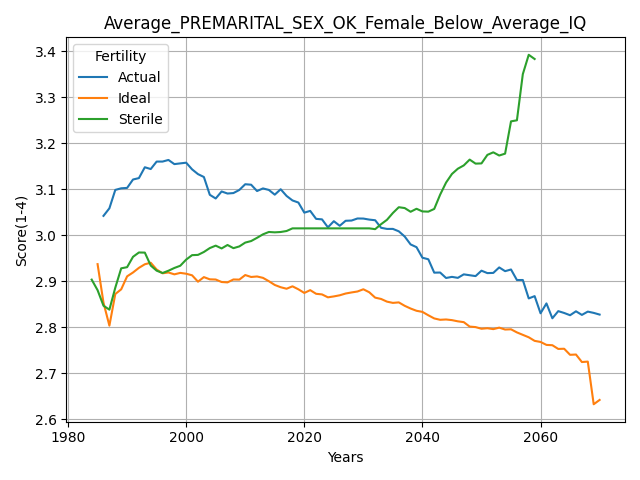 Average_PREMARITAL_SEX_OK_Female_Below_Average_IQ
Fertility
Actual
Ideal
Sterile
3.4
3.3
3.2
3.1
3.0
2.9
2.8
2.7
2.6
Score(1-4)
1980 2000 2020 2040 2060
Years